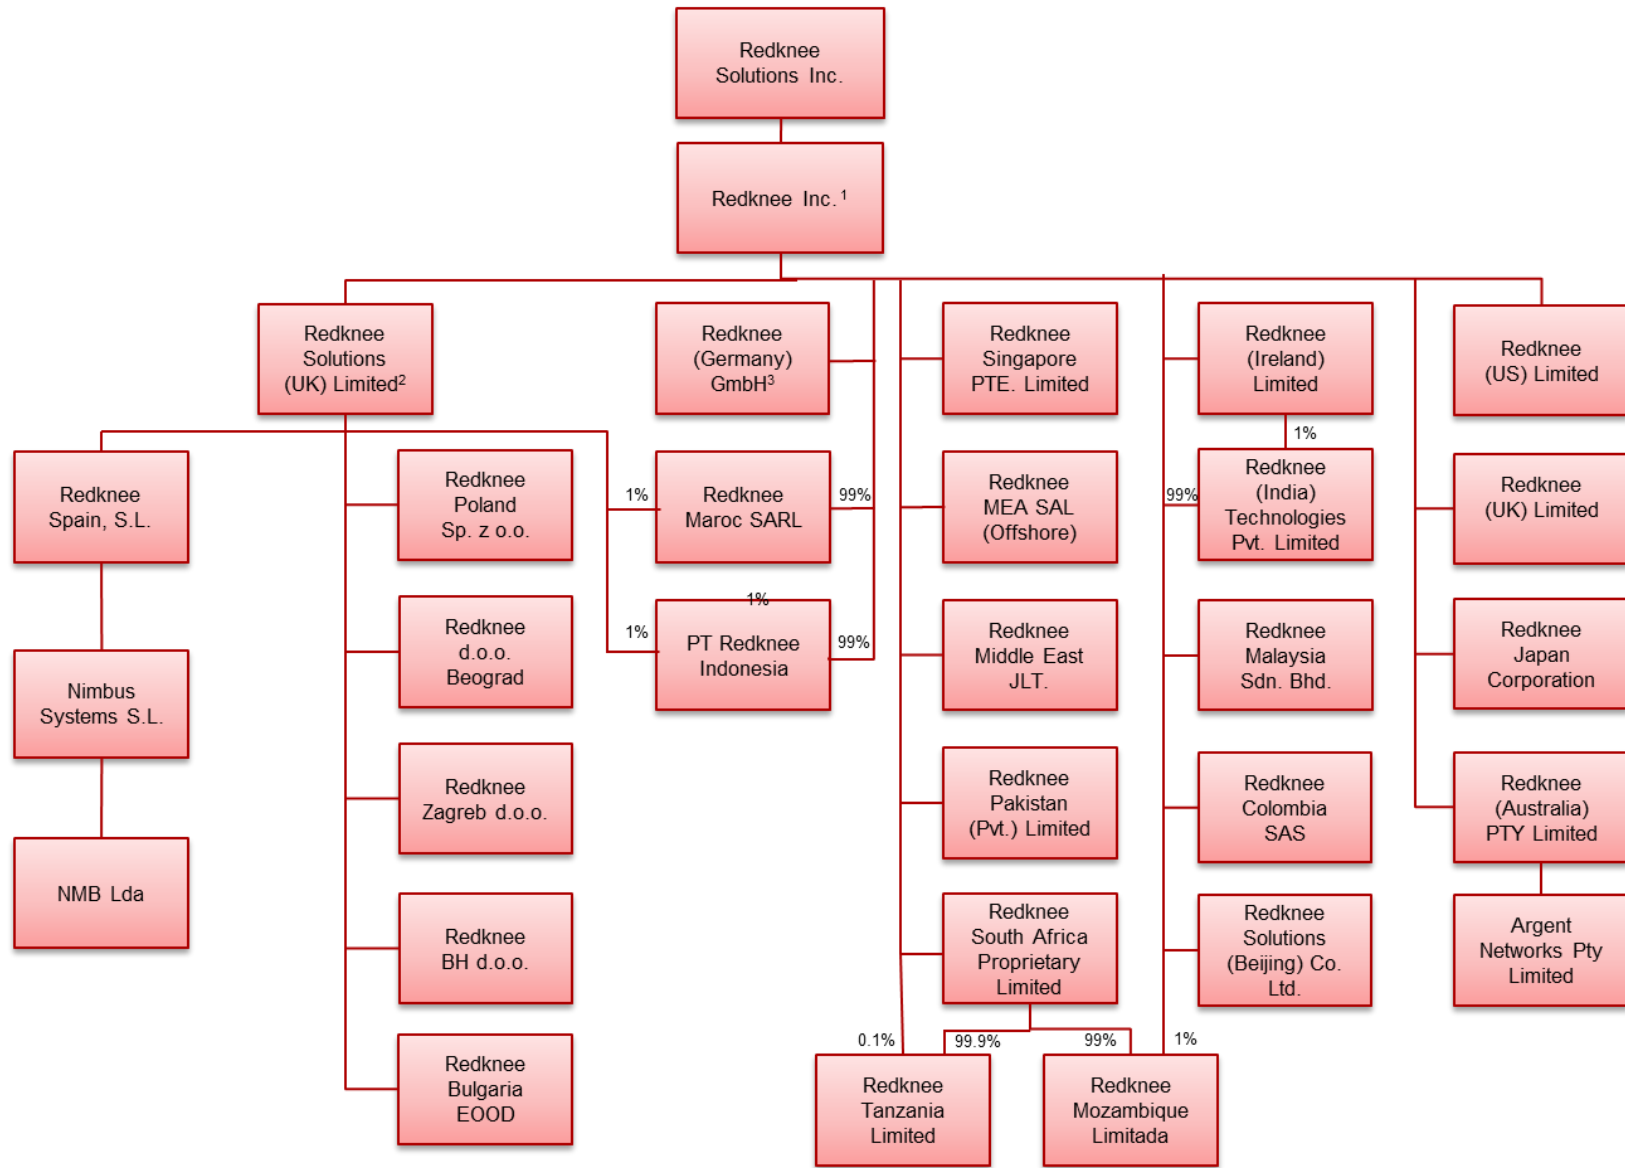 Redknee
Solutions Inc.
Redknee Inc.¹
Redknee
Solutions
(UK) Limited²
Redknee
(Germany)
GmbH³
Redknee
Singapore
PTE. Limited
Redknee
(Ireland)
Limited
Redknee
(US) Limited
1%
Redknee
Spain, S.L.
Redknee
Poland
Sp. z o.o.
1%
Redknee
Maroc SARL
99%
Redknee
MEA SAL
(Offshore)
99%
Redknee
(India)
Technologies
Pvt. Limited
Redknee
(UK) Limited
Nimbus
Systems S.L.
Redknee
d.o.o.
Beograd
1%
1%
PT Redknee
Indonesia
99%
Redknee
Middle East
JLT.
Redknee
Malaysia
Sdn. Bhd.
Redknee
Japan
Corporation
Redknee
Zagreb d.o.o.
Redknee
Pakistan
(Pvt.) Limited
Redknee
Colombia
SAS
Redknee
(Australia)
PTY Limited
NMB Lda
Redknee
BH d.o.o.
Redknee
South Africa
Proprietary
Limited
Redknee
Solutions
(Beijing) Co.
Ltd.
Argent
Networks Pty
Limited
0.1%
99.9%
99%
1%
Redknee
Bulgaria
EOOD
Redknee
Tanzania
Limited
Redknee
Mozambique
Limitada